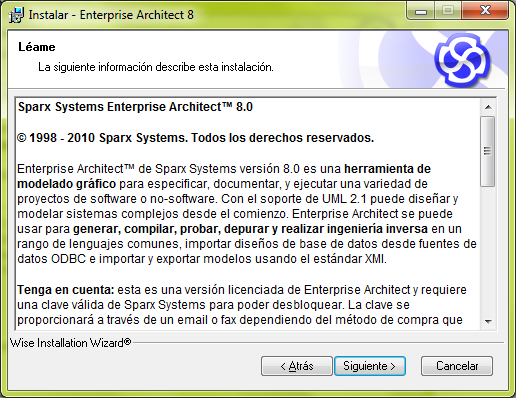 Instalar - Enterprise Architect 8
Léame
La siguiente información describe esta instalación.
Sparx Systems Enterprise Architect™ 8.0
© 1998 - 2010 Sparx Systems. Todos los derechos reservados.
Enterprise Architect™ de Sparx Systems versión 8.0 es una herramienta de
modelado gráfico para especificar, documentar, y ejecutar una variedad de
proyectos de software o no-software. Con el soporte de UML 2.1 puede diseñar y
modelar sistemas complejos desde el comienzo. Enterprise Architect se puede
usar para generar, compilar, probar, depurar y realizar ingeniería inversa en
un rango de lenguajes comunes, importar diseños de base de datos desde fuentes de
datos ODBC e importar y exportar modelos usando el estándar XMI.
Tenga en cuenta: esta es una versión licenciada de Enterprise Architect y requiere
una clave válida de Sparx Systems para poder desbloquear. La clave se
proporcionará a través de un email o fax dependiendo del método de compra que
Wise Installation Wizard®
< Atrás
Siguiente >
Cancelar